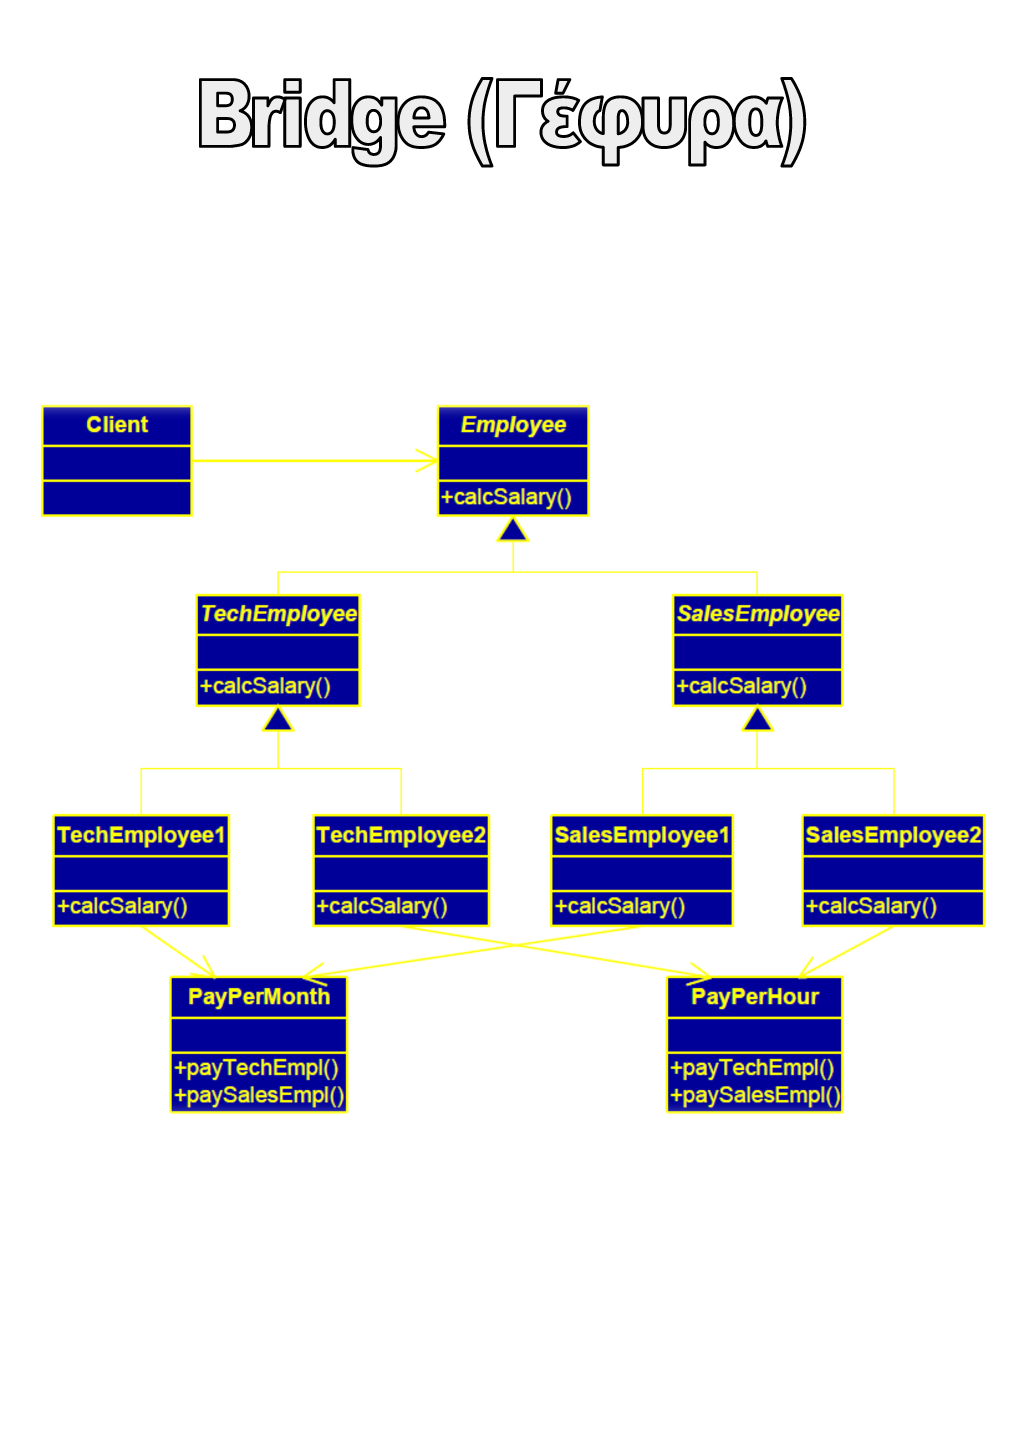 Bridge (Γέφυρα)
Client
Employee
+calcSalary()
TechEmployee
+calcSalary()
SalesEmployee
+calcSalary()
TechEmployee1
+calcSalary()
TechEmployee2
+calcSalary()
SalesEmployee1
+calcSalary()
SalesEmployee2
+calcSalary()
PayPerMonth
+payTechEmpl()
+paySalesEmpl()
PayPerHour
+payTechEmpl()
+paySalesEmpl()